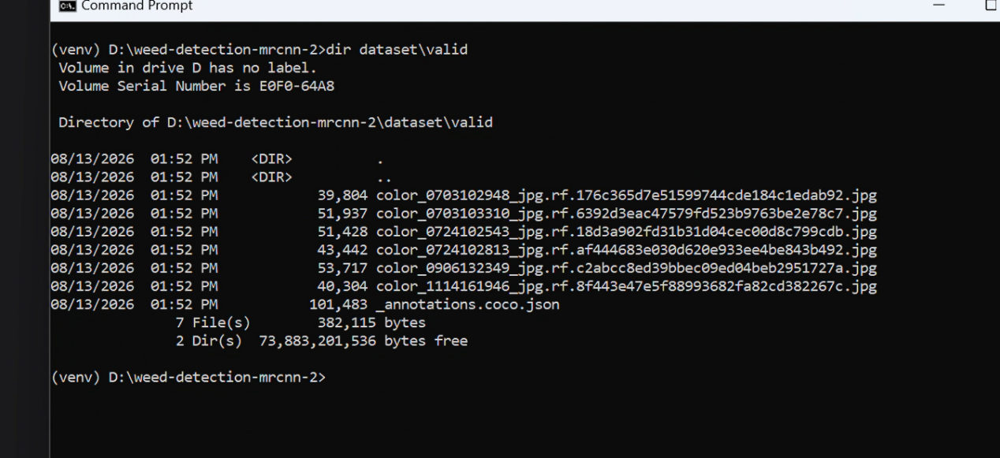 Command Prompt
(venv) D:\weed-detection-mrcnn-2>dir dataset\valid
Volume in drive D has no label.
Volume Serial Number is E0F0-64A8
Directory of D:\weed-detection-mrcnn-2\dataset\valid
08/13/2026 01:52 PM <DIR> .
08/13/2026 01:52 PM <DIR> ..
08/13/2026 01:52 PM 39,804 color_0703102948_jpg.rf.176c365d7e51599744cde184c1edab92.jpg
08/13/2026 01:52 PM 51,937 color_0703103310_jpg.rf.6392d3eac47579fd523b9763be2e78c7.jpg
08/13/2026 01:52 PM 51,428 color_0724102543_jpg.rf.18d3a902fd31b31d04cec00d8c799cdb.jpg
08/13/2026 01:52 PM 43,442 color_0724102813_jpg.rf.af444683e030d620e933ee4be843b492.jpg
08/13/2026 01:52 PM 53,717 color_0906132349_jpg.rf.c2abcc8ed39bbec09ed04beb2951727a.jpg
08/13/2026 01:52 PM 40,304 color_1114161946_jpg.rf.8f443e47e5f88993682fa82cd382267c.jpg
08/13/2026 01:52 PM 101,483 _annotations.coco.json
7 File(s) 382,115 bytes
2 Dir(s) 73,883,201,536 bytes free
(venv) D:\weed-detection-mrcnn-2>